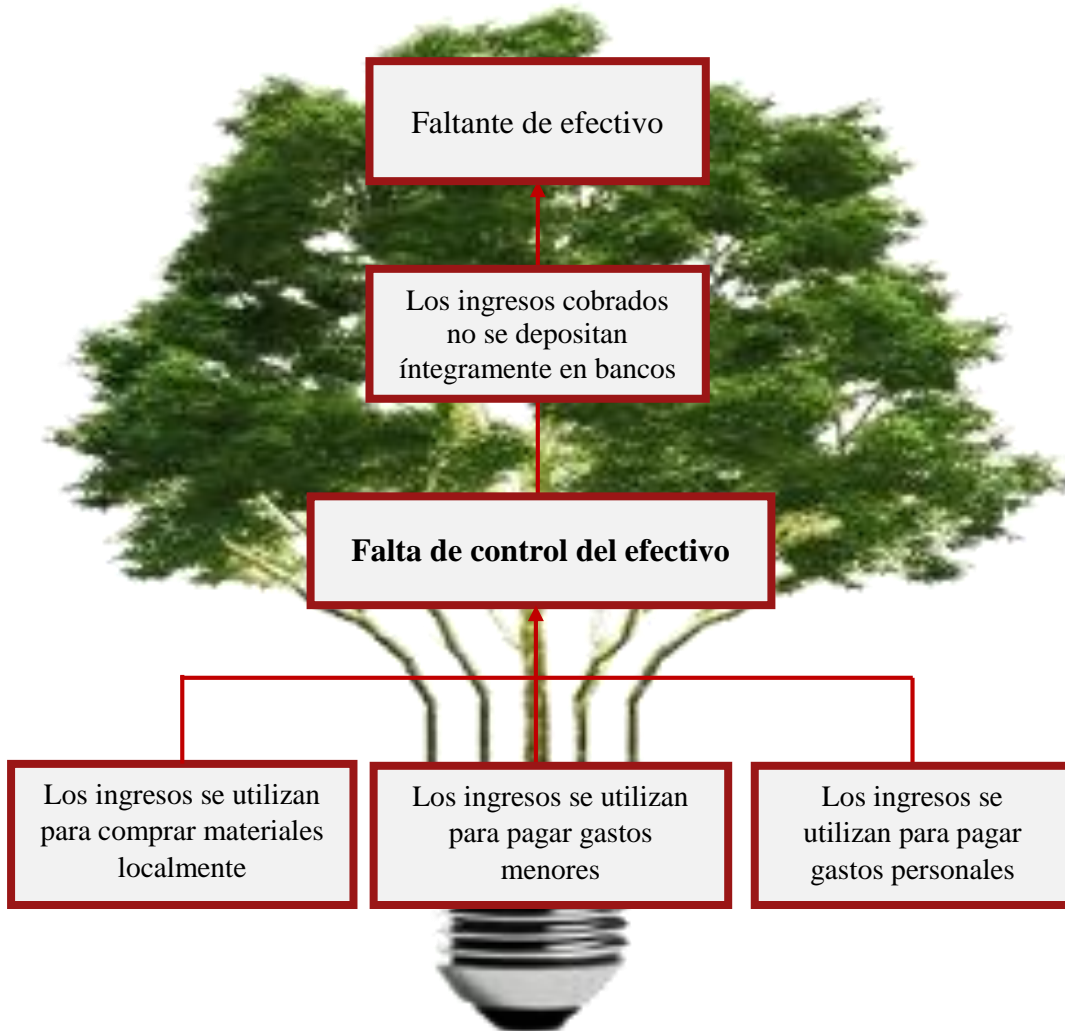 Faltante de efectivo
Los ingresos cobrados
no se depositan
íntegramente en bancos
Falta de control del efectivo
Los ingresos se utilizan
para comprar materiales
localmente
Los ingresos se utilizan
para pagar gastos
menores
Los ingresos se
utilizan para pagar
gastos personales